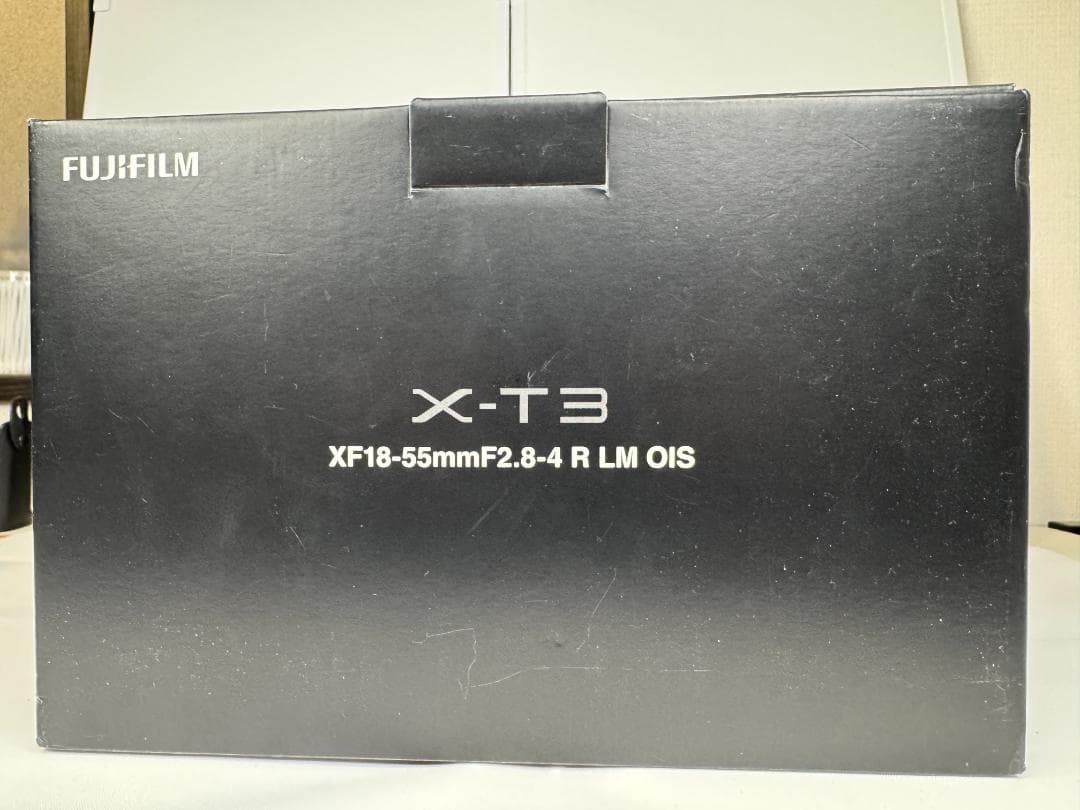 FUJIFILM
X-T3
XF18-55mmF2.8-4 R LM OIS